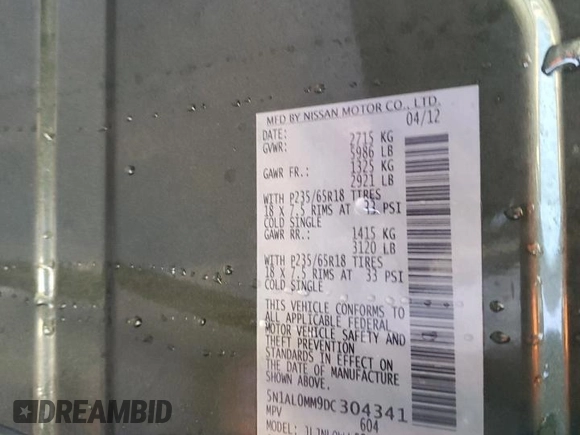 MFD BY NISSAN MOTOR CO., LTD.
DATE: 04/12
GVWR: 2715 KG
5986 LB
GAWR FR.: 1325 KG
2921 LB
WITH P235/65R18 TIRES
18 X 7.5 RIMS AT 33 PSI
COLD SINGLE
GAWR RR.: 1415 KG
3120 LB
WITH P235/65R18 TIRES
18 X 7.5 RIMS AT 33 PSI
COLD SINGLE
THIS VEHICLE CONFORMS TO
ALL APPLICABLE FEDERAL
MOTOR VEHICLE SAFETY AND
THEFT PREVENTION
STANDARDS IN EFFECT ON
THE DATE OF MANUFACTURE
SHOWN ABOVE.
5N1AL0MM9DC304341
MPV 604
DREAMBID